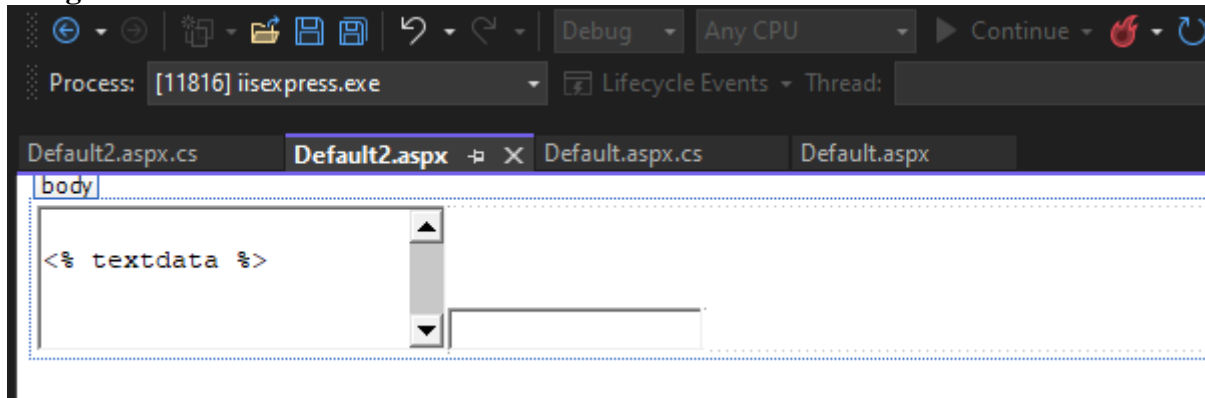 Debug Any CPU Continue
Process: [11816] iisexpress.exe Lifecycle Events Thread:
Default2.aspx.cs Default2.aspx Default.aspx.cs Default.aspx
body
<% textdata %>